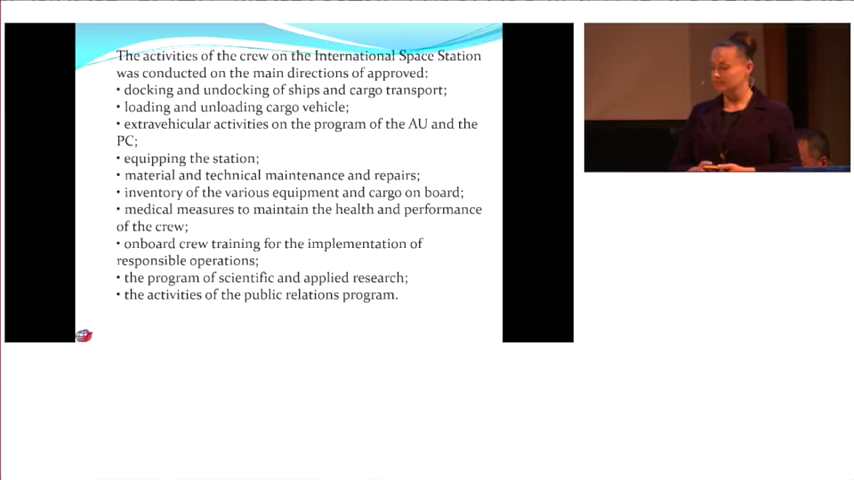 The activities of the crew on the International Space Station
was conducted on the main directions of approved:
• docking and undocking of ships and cargo transport;
• loading and unloading cargo vehicle;
• extravehicular activities on the program of the AU and the
PC;
• equipping the station;
• material and technical maintenance and repairs;
• inventory of the various equipment and cargo on board;
• medical measures to maintain the health and performance
of the crew;
• onboard crew training for the implementation of
responsible operations;
• the program of scientific and applied research;
• the activities of the public relations program.